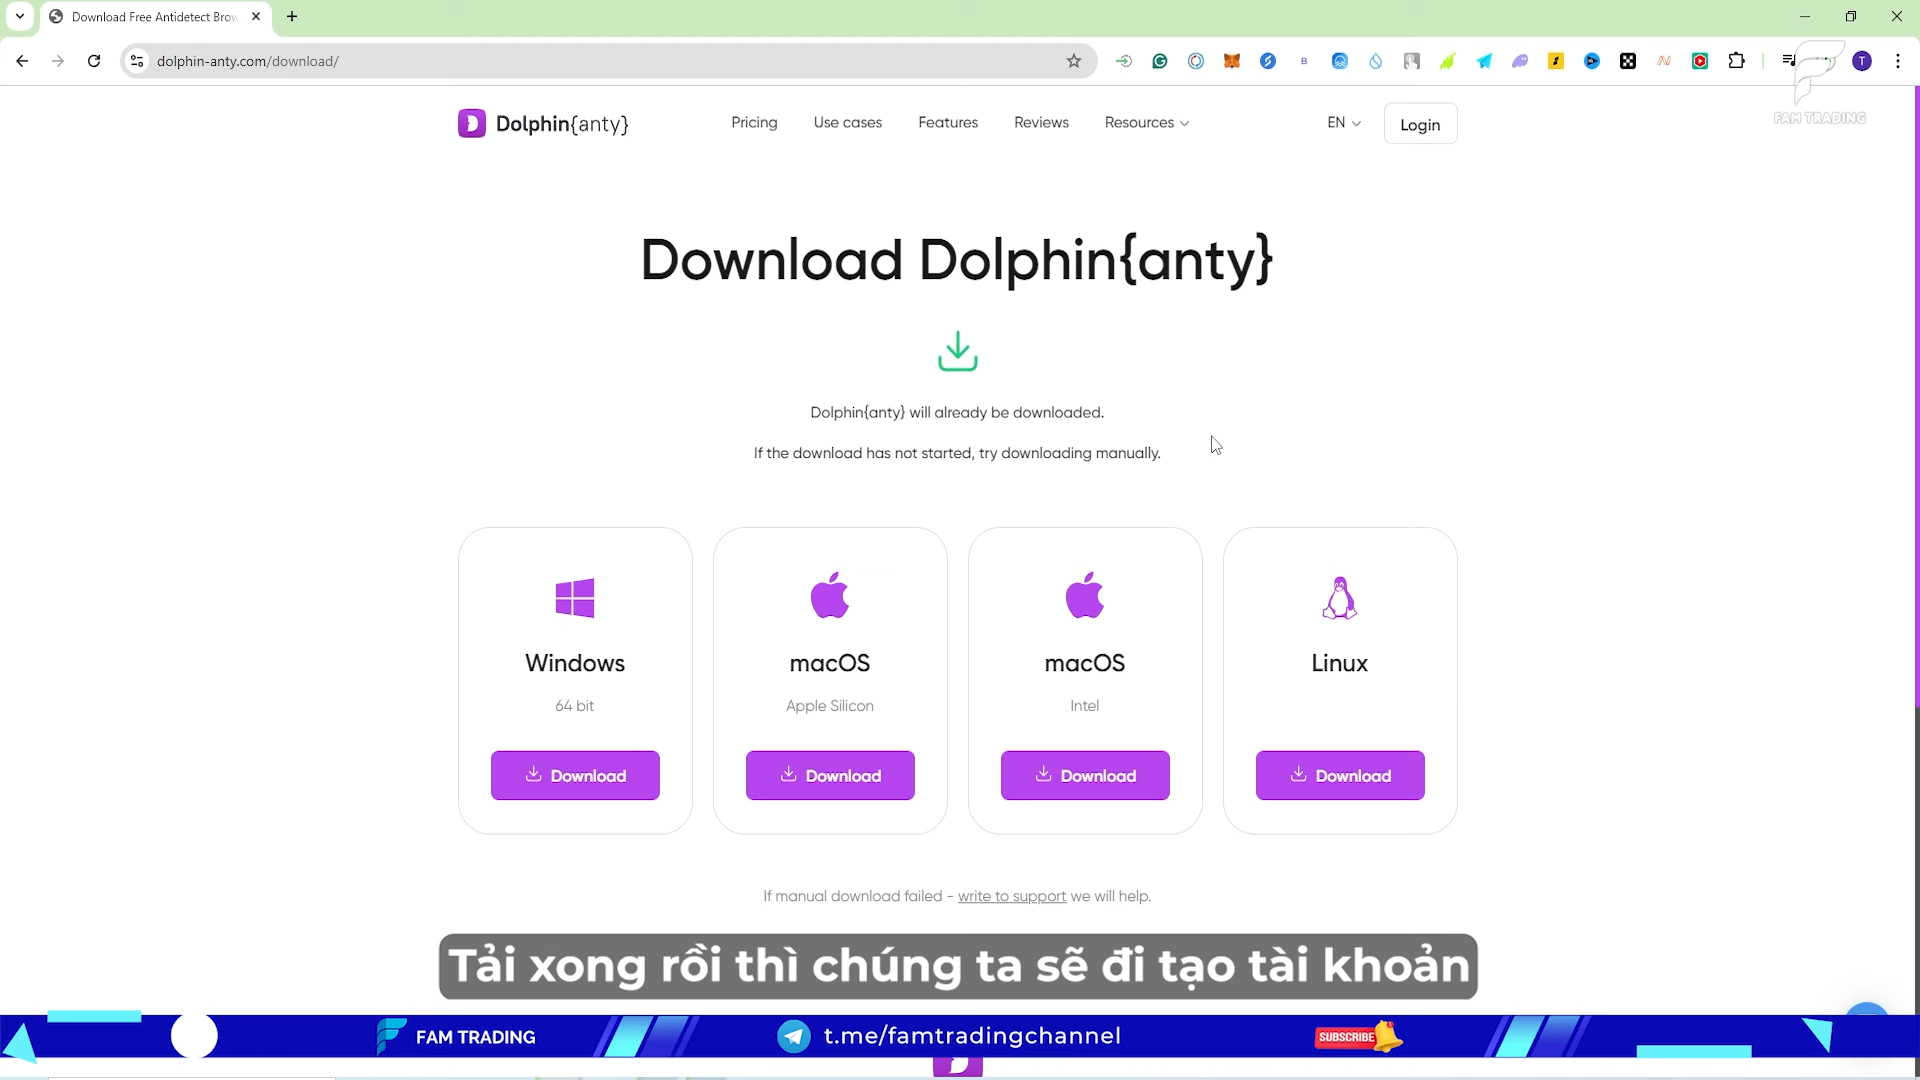 Download Free Antidetect Brow
dolphin-anty.com/download/
FAM TRADING
Dolphin{anty}
Pricing
Use cases
Features
Reviews
Resources
EN
Login
Download Dolphin{anty}
Dolphin{anty} will already be downloaded.
If the download has not started, try downloading manually.
Windows
64 bit
Download
macOS
Apple Silicon
Download
macOS
Intel
Download
Linux
Download
If manual download failed - write to support we will help.
Tải xong rồi thì chúng ta sẽ đi tạo tài khoản
FAM TRADING
t.me/famtradingchannel
SUBSCRIBE